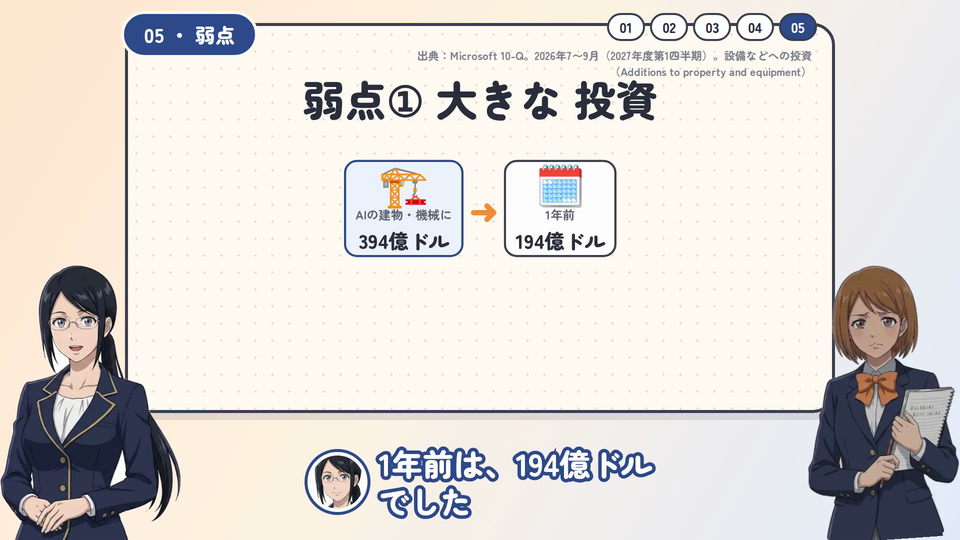 05 ・ 弱点
01 02 03 04 05
出典：Microsoft 10-Q。2026年7〜9月（2027年度第1四半期）。設備などへの投資
（Additions to property and equipment）
弱点① 大きな 投資
AIの建物・機械に
394億ドル
1年前
194億ドル
1年前は、194億ドル
でした